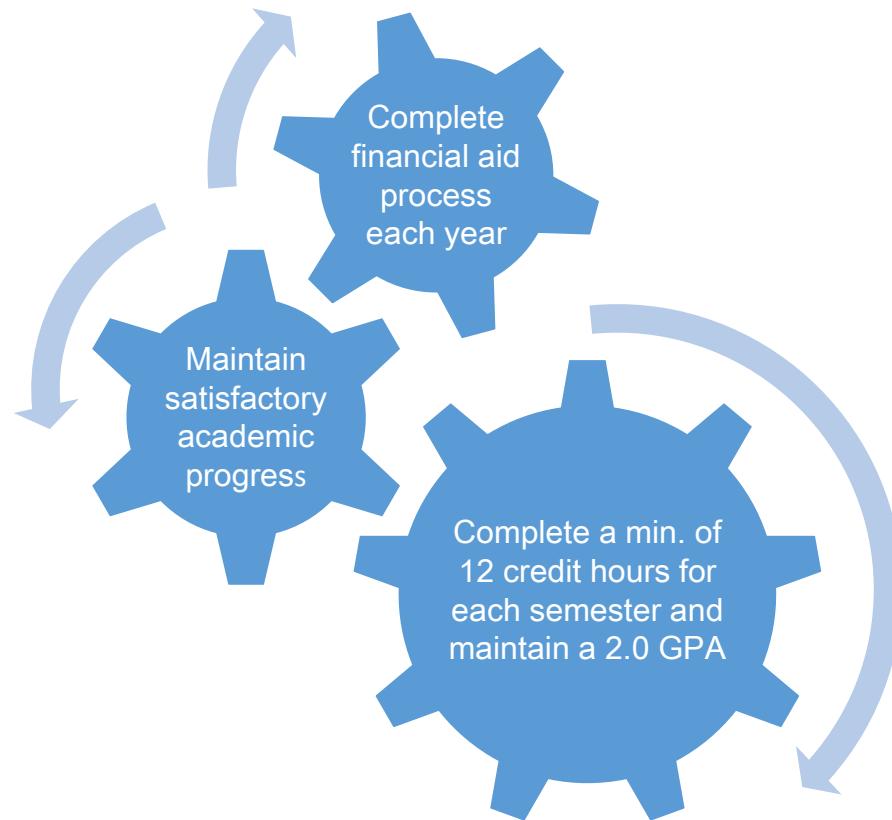 Complete
financial aid
process
each year
Maintain
satisfactory
academic
progress
Complete a min. of
12 credit hours for
each semester and
maintain a 2.0 GPA